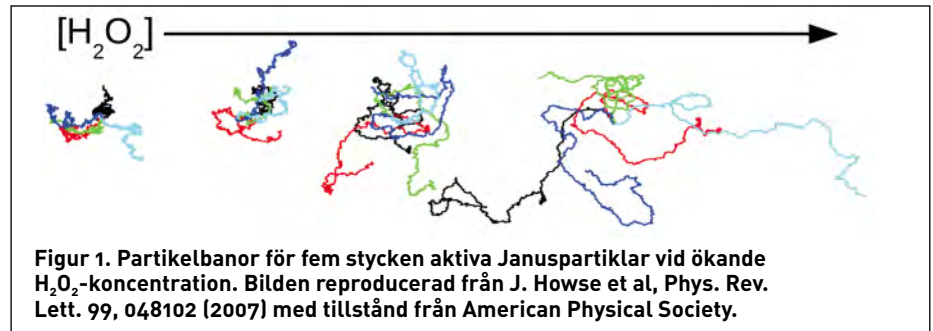 [H₂O₂]
Figur 1. Partikelbanor för fem stycken aktiva Januspartiklar vid ökande
H₂O₂-koncentration. Bilden reproducerad från J. Howse et al, Phys. Rev.
Lett. 99, 048102 (2007) med tillstånd från American Physical Society.